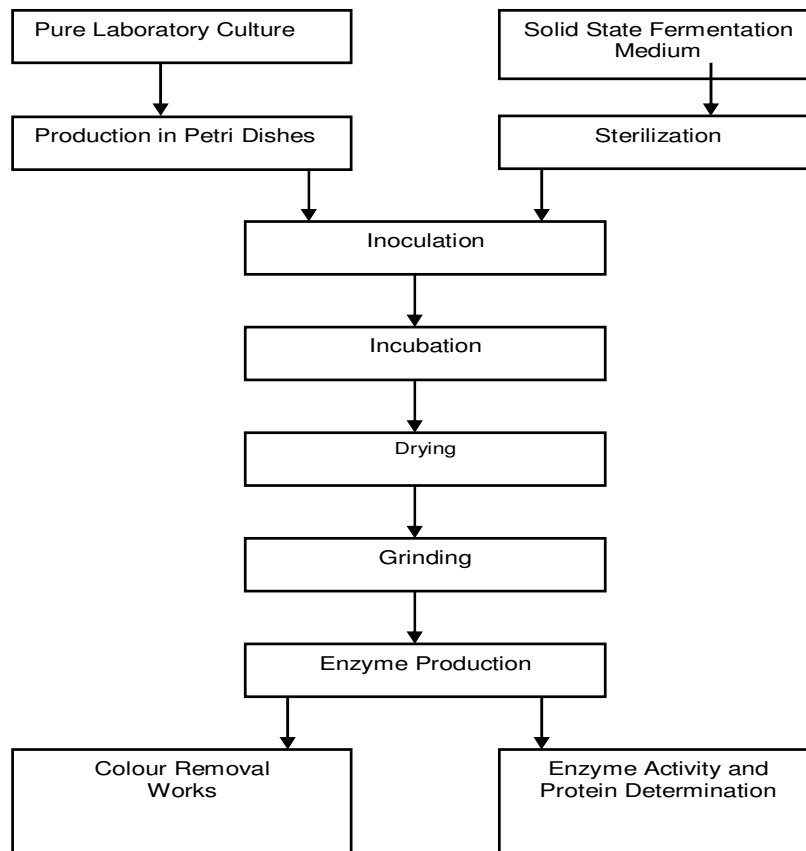 Pure Laboratory Culture
Solid State Fermentation
Medium
Production in Petri Dishes
Sterilization
Inoculation
Incubation
Drying
Grinding
Enzyme Production
Colour Removal
Works
Enzyme Activity and
Protein Determination